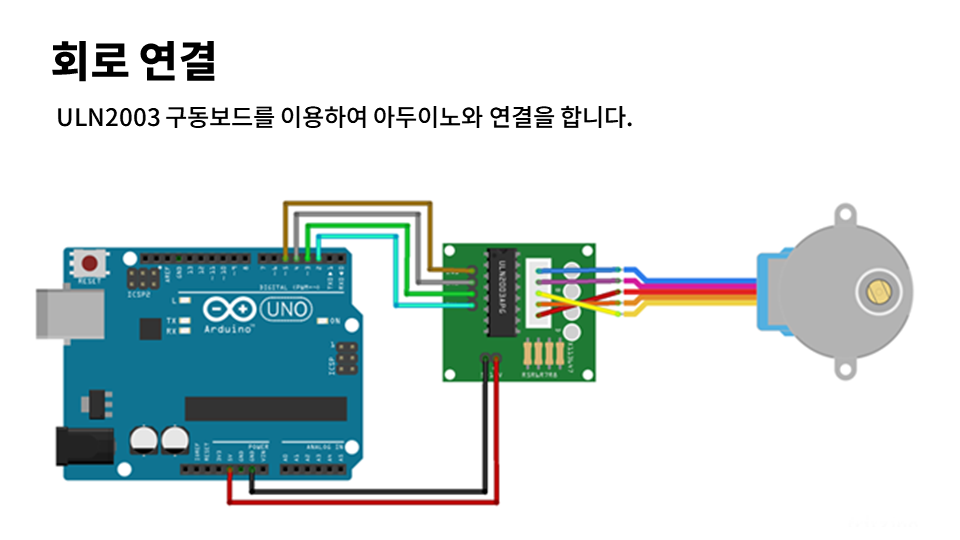 회로 연결
ULN2003 구동보드를 이용하여 아두이노와 연결을 합니다.
RESET
ICSP2
AREF
GND
13
12
~11
~10
~9
8
7
~6
~5
4
~3
2
TX→1
RX←0
DIGITAL (PWM~)
L
TX
RX
UNO
Arduino™
ON
ICSP
1
IOREF
RESET
3V3
5V
GND
GND
VIN
POWER
ANALOG IN
A0
A1
A2
A3
A4
A5
ULN2003APG
R5R6R7R8